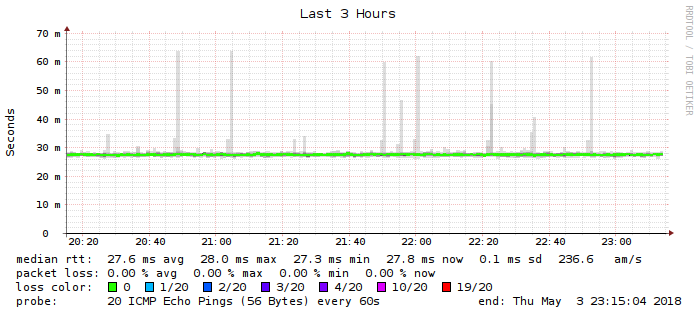 Last 3 Hours
RRDTOOL / TOBI OETIKER
Seconds
70 m
60 m
50 m
40 m
30 m
20 m
10 m
0
20:20 20:40 21:00 21:20 21:40 22:00 22:20 22:40 23:00
median rtt: 27.6 ms avg 28.0 ms max 27.3 ms min 27.8 ms now 0.1 ms sd 236.6 am/s
packet loss: 0.00 % avg 0.00 % max 0.00 % min 0.00 % now
loss color: 0 1/20 2/20 3/20 4/20 10/20 19/20
probe: 20 ICMP Echo Pings (56 Bytes) every 60s end: Thu May 3 23:15:04 2018